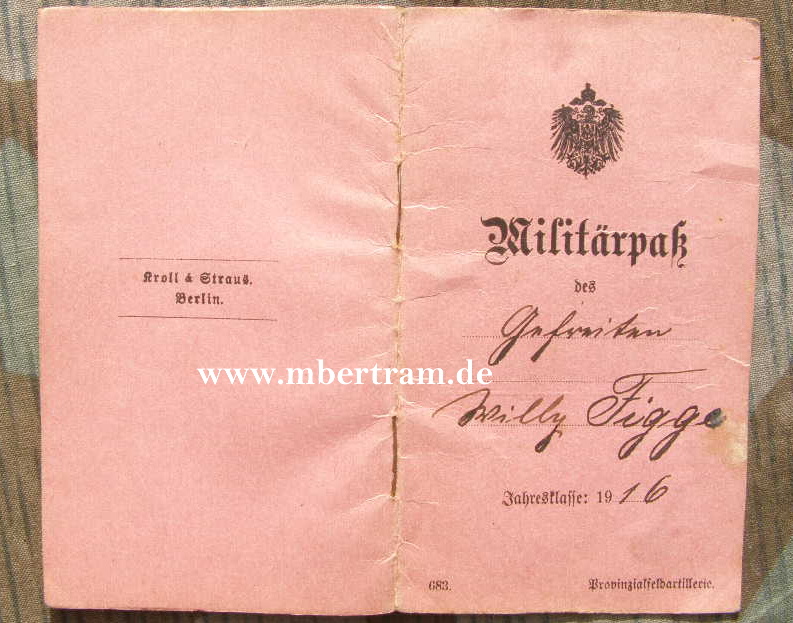 Kroll & Straus.
Berlin.
Militärpaß
des
Gefreiten
Willy Figge
Jahresklasse: 1916
683.
Provinzialfeldartillerie.
www.mbertram.de